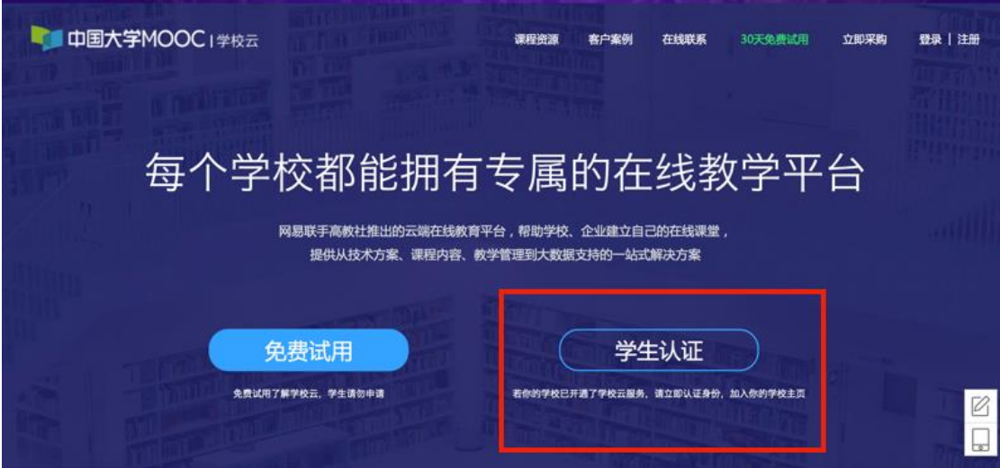 中国大学MOOC | 学校云
课程资源 客户案例 在线联系 30天免费试用 立即采购 登录 | 注册
每个学校都能拥有专属的在线教学平台
网易联手高教社推出的云端在线教育平台，帮助学校、企业建立自己的在线课堂，
提供从技术方案、课程内容、教学管理到大数据支持的一站式解决方案
免费试用 学生认证
免费试用了解学校云，学生请勿申请 若你的学校已开通了学校云服务，请立即认证身份，加入你的学校主页